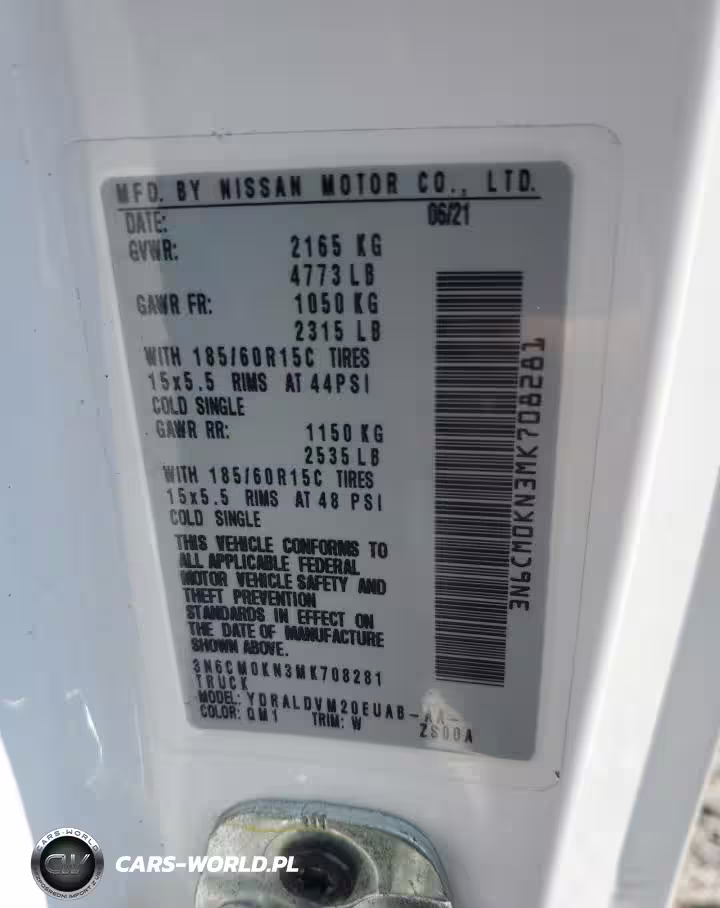 MFD. BY NISSAN MOTOR CO., LTD.
DATE: 06/21
GVWR: 2165 KG
4773 LB
GAWR FR: 1050 KG
2315 LB
WITH 185/60R15C TIRES
15x5.5 RIMS AT 44PSI
COLD SINGLE
GAWR RR: 1150 KG
2535 LB
WITH 185/60R15C TIRES
15x5.5 RIMS AT 48 PSI
COLD SINGLE
THIS VEHICLE CONFORMS TO
ALL APPLICABLE FEDERAL
MOTOR VEHICLE SAFETY AND
THEFT PREVENTION
STANDARDS IN EFFECT ON
THE DATE OF MANUFACTURE
SHOWN ABOVE.
3N6CM0KN3MK708281
TRUCK
MODEL: YDRALDVM20EUAB-AA-
COLOR: QM1 TRIM: W ZS00A
3N6CM0KN3MK708281
CARS-WORLD
CW
CARS-WORLD.PL